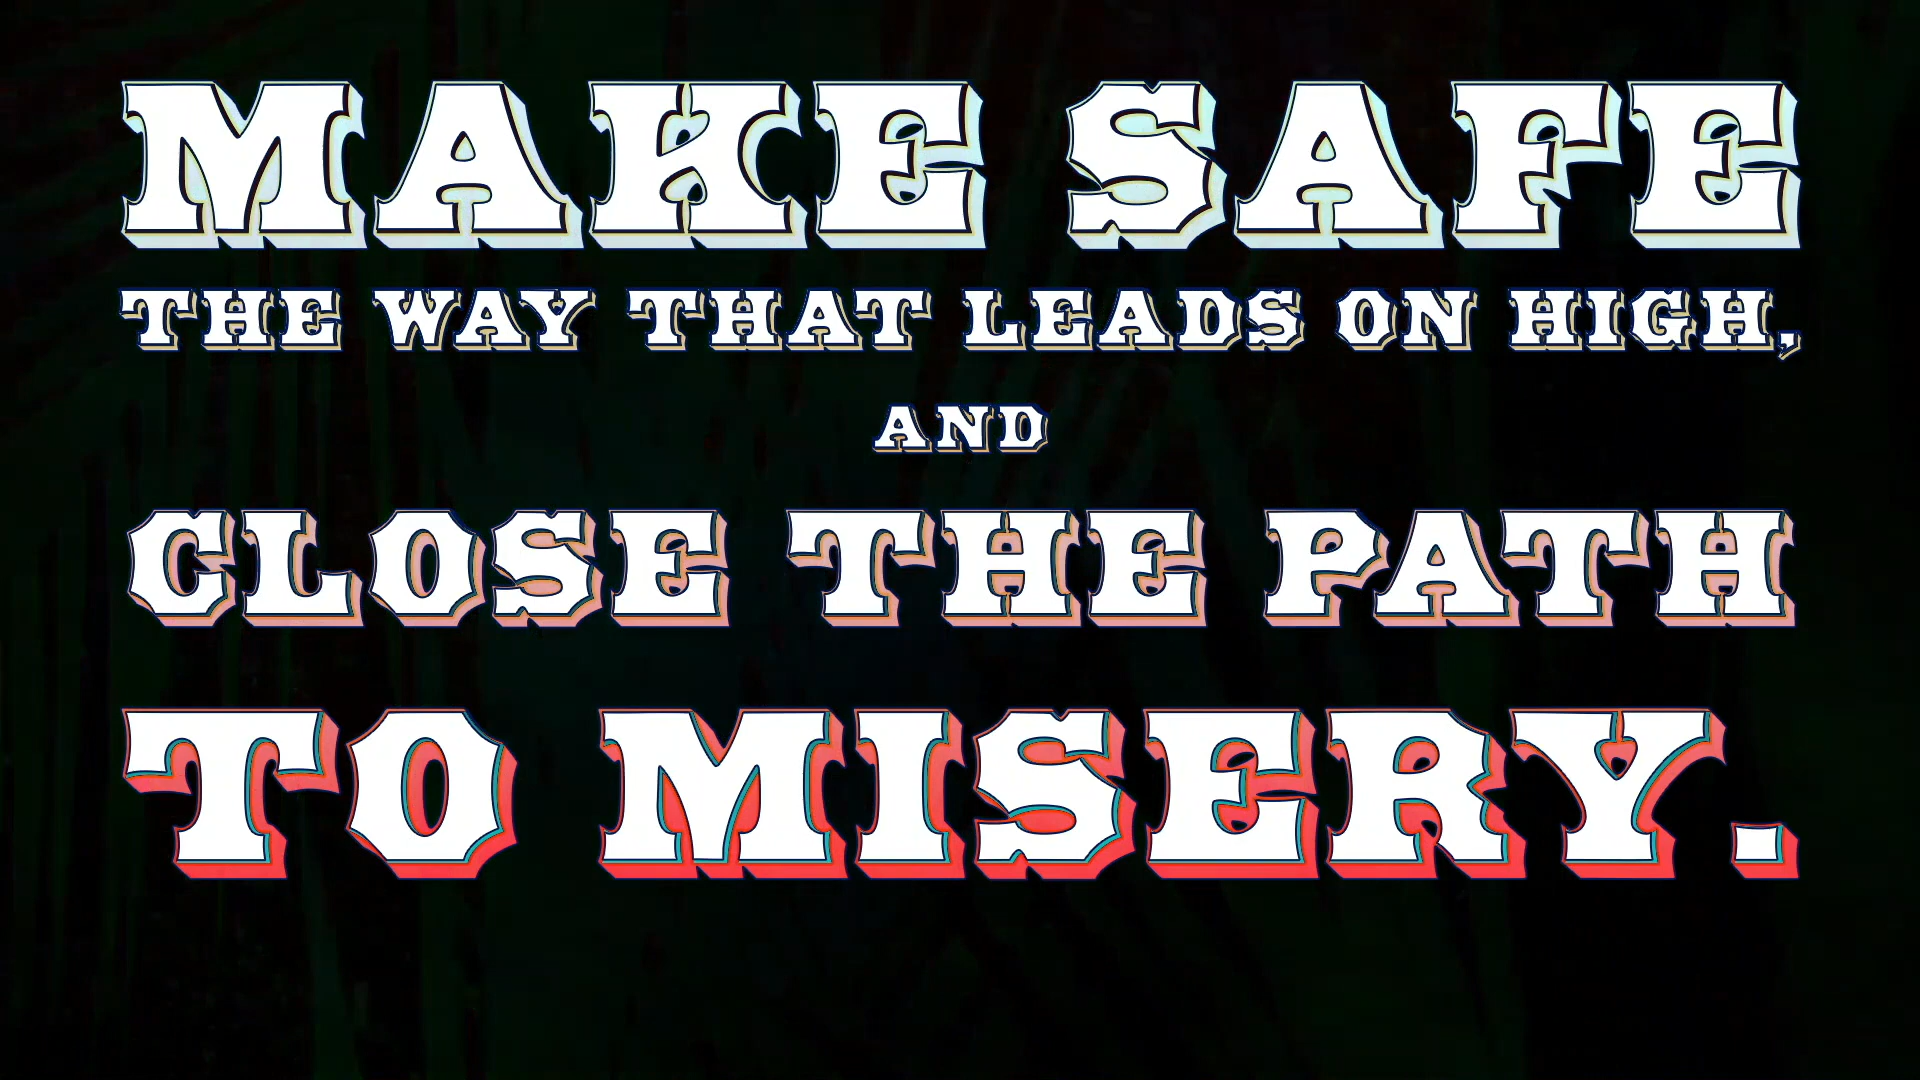 MAKE SAFE
THE WAY THAT LEADS ON HIGH,
AND
CLOSE THE PATH
TO MISERY.